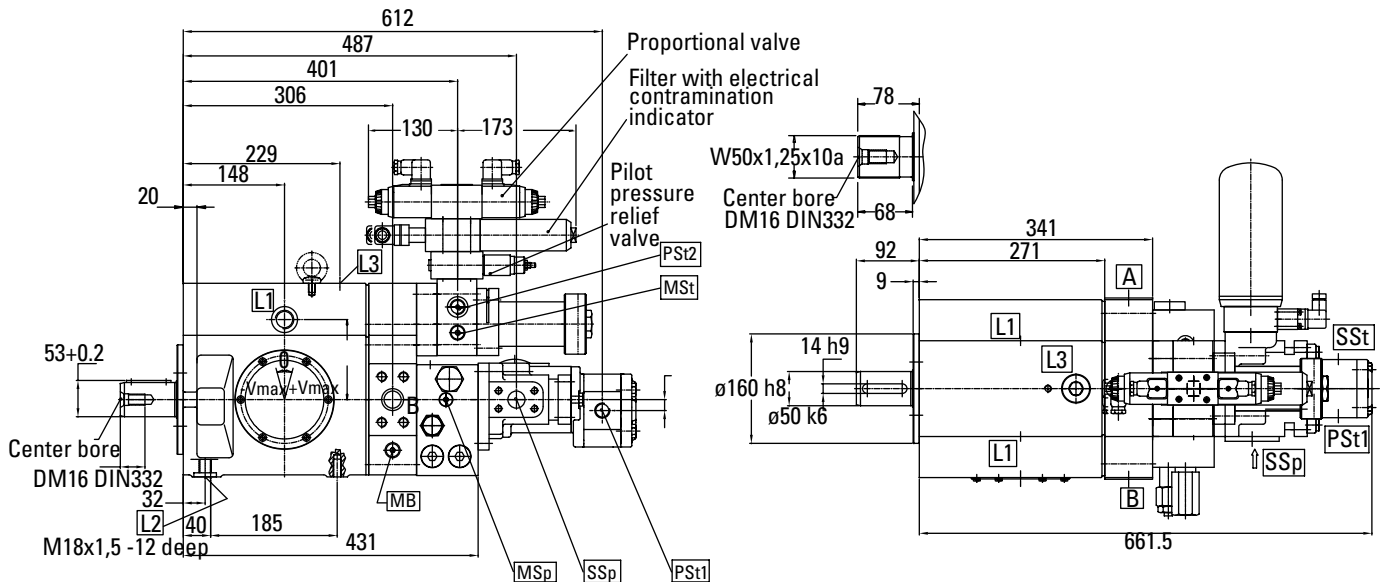 612
487
401
306
229
148
20
130
173
Proportional valve
Filter with electrical
contramination
indicator
Pilot
pressure
relief
valve
PSt2
MSt
L3
L1
53+0.2
-Vmax
+Vmax
B
Center bore
DM16 DIN332
32
L2
40
185
M18x1,5 -12 deep
431
MB
MSp
SSp
PSt1
78
W50x1,25x10a
Center bore
DM16 DIN332
68
341
92
271
9
A
L1
14 h9
L3
ø160 h8
ø50 k6
L1
SSt
PSt1
SSp
B
661.5